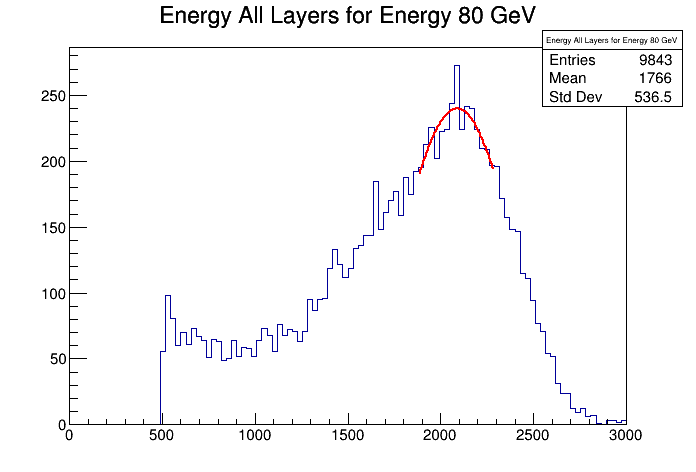 Energy All Layers for Energy 80 GeV
Energy All Layers for Energy 80 GeV
Entries 9843
Mean 1766
Std Dev 536.5
250
200
150
100
50
0
0 500 1000 1500 2000 2500 3000